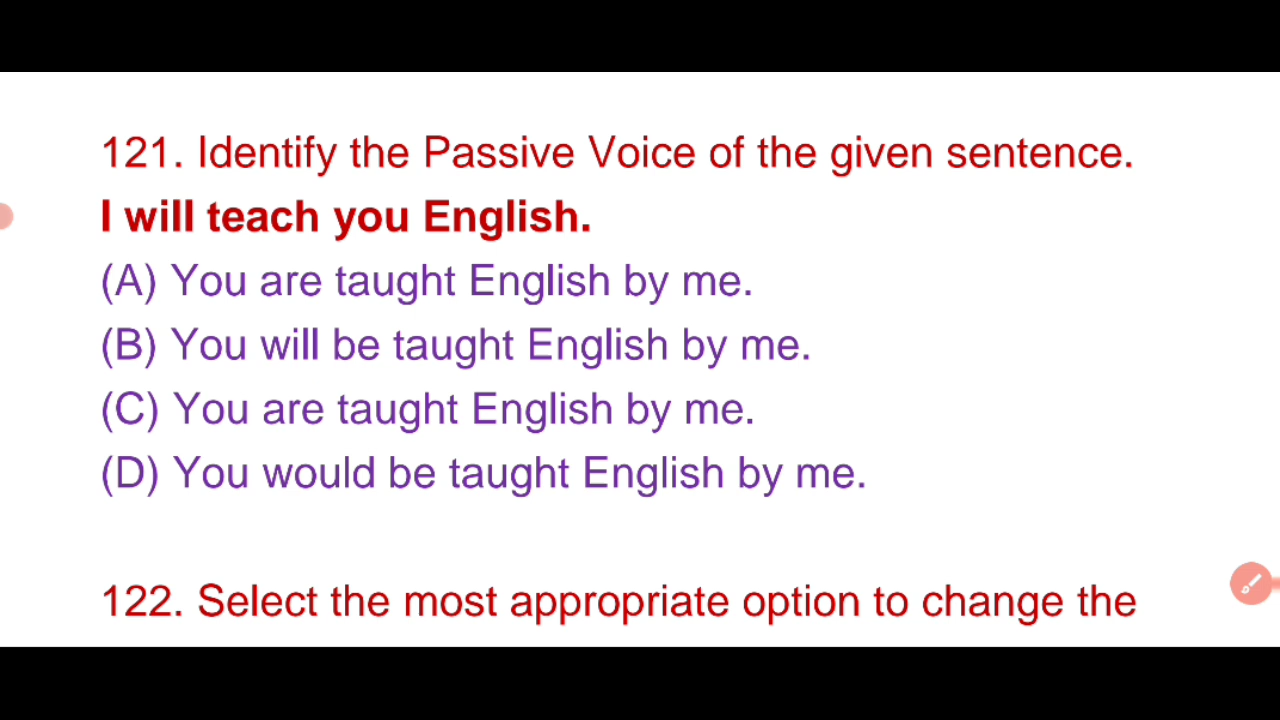 121. Identify the Passive Voice of the given sentence.
I will teach you English.
(A) You are taught English by me.
(B) You will be taught English by me.
(C) You are taught English by me.
(D) You would be taught English by me.
122. Select the most appropriate option to change the